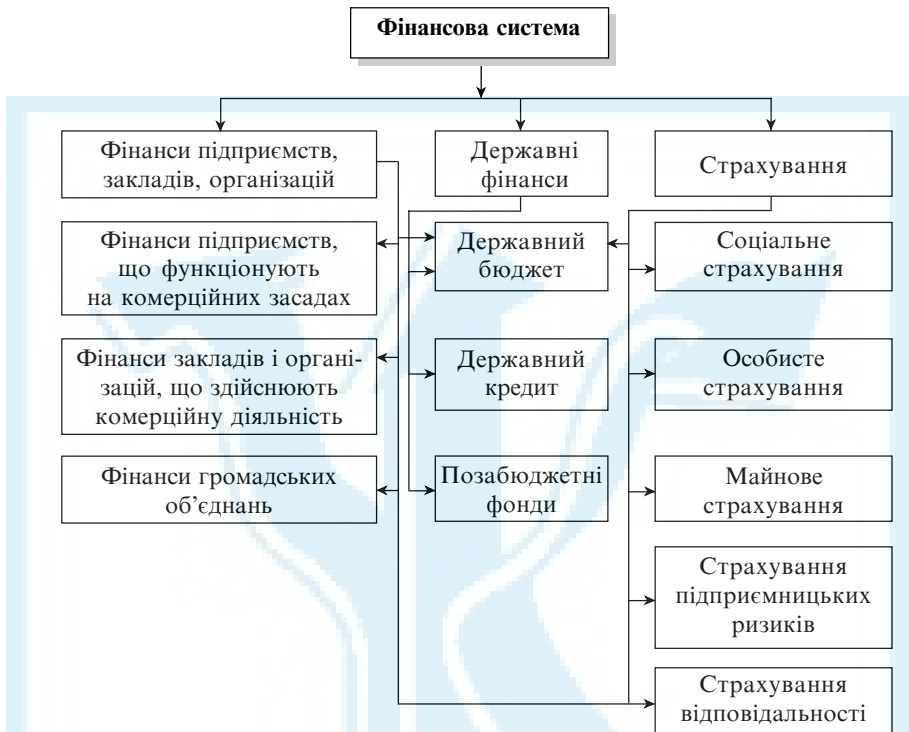 Фінансова система
Фінанси підприємств,
закладів, організацій
Державні
фінанси
Страхування
Фінанси підприємств,
що функціонують
на комерційних засадах
Державний
бюджет
Соціальне
страхування
Фінанси закладів і органі-
зацій, що здійснюють
комерційну діяльність
Державний
кредит
Особисте
страхування
Фінанси громадських
об’єднань
Позабюджетні
фонди
Майнове
страхування
Страхування
підприємницьких
ризиків
Страхування
відповідальності